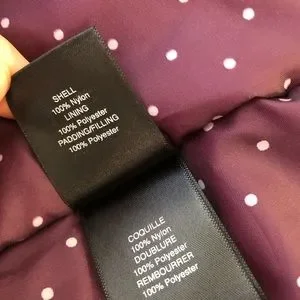 SHELL
100% Nylon
LINING
100% Polyester
PADDING/FILLING
100% Polyester
COQUILLE
100% Nylon
DOUBLURE
100% Polyester
REMBOURRER
100% Polyester